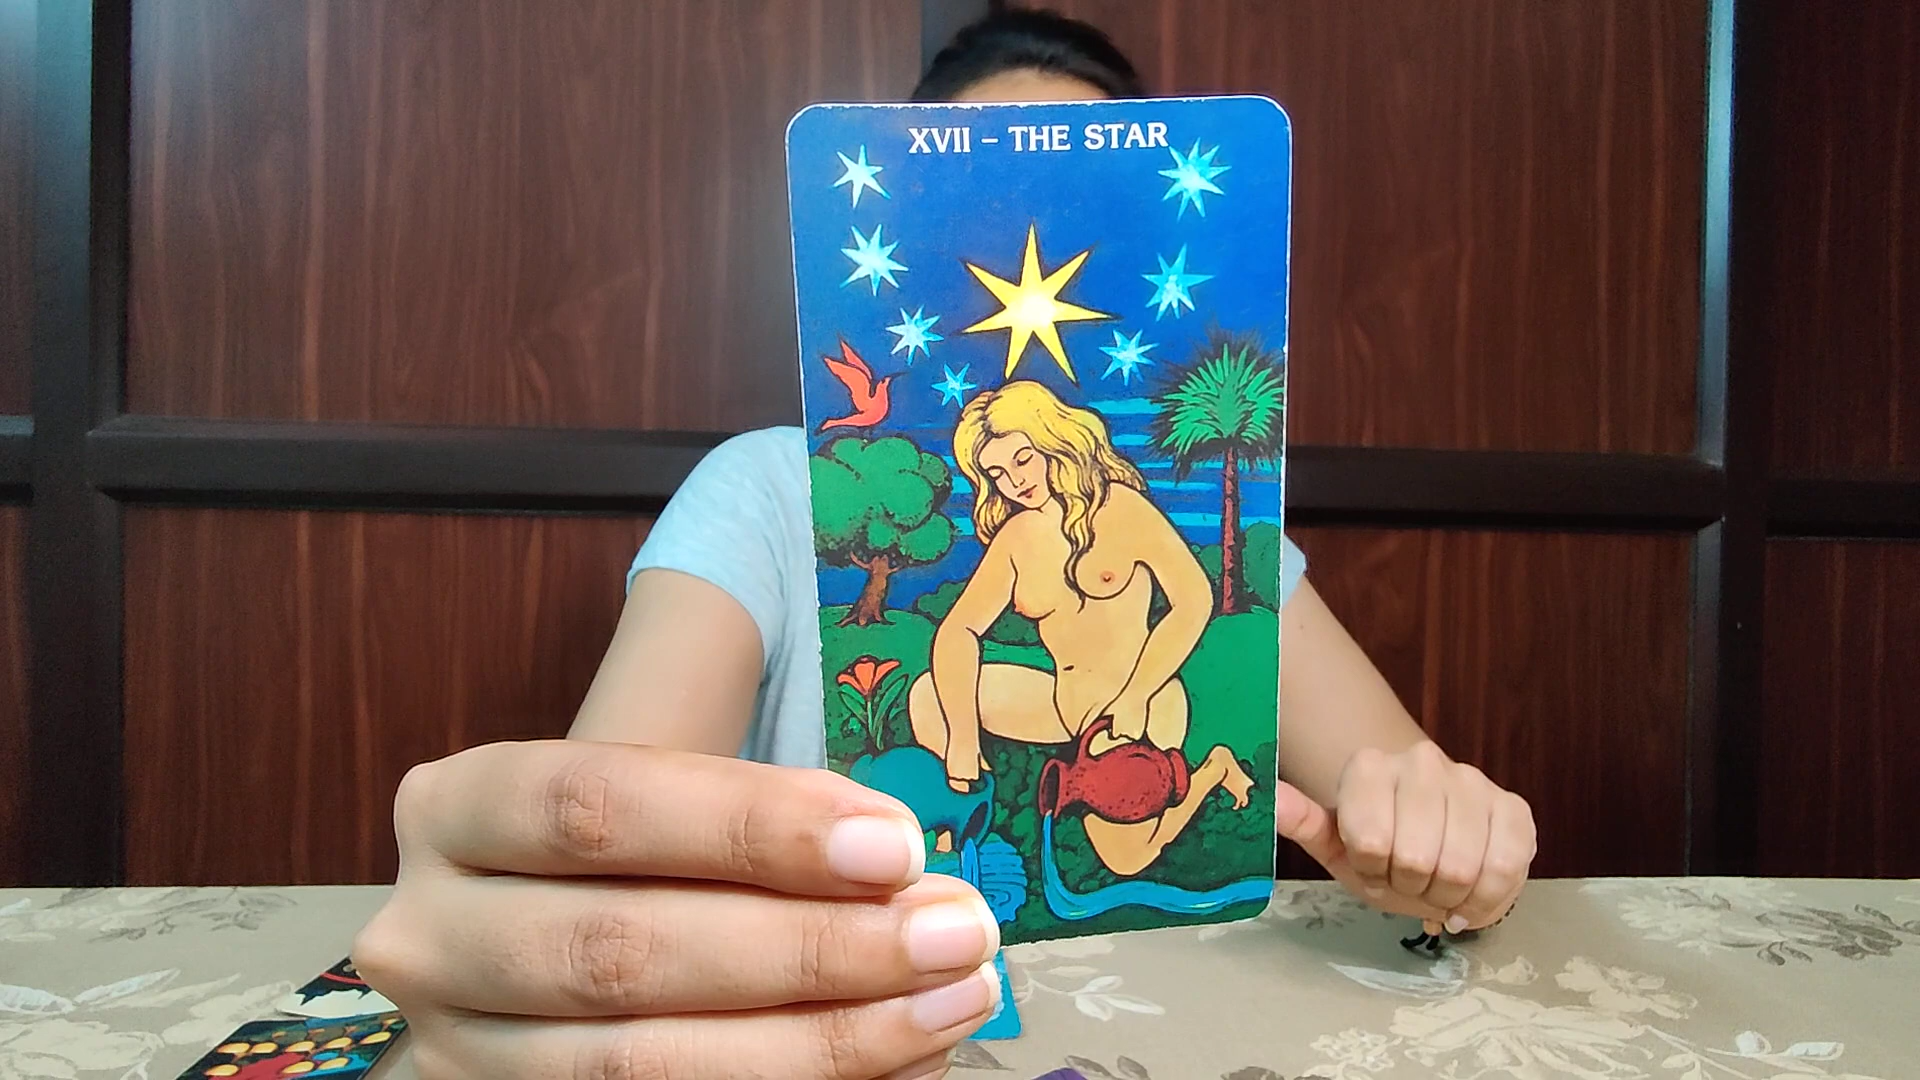 XVII – THE STAR